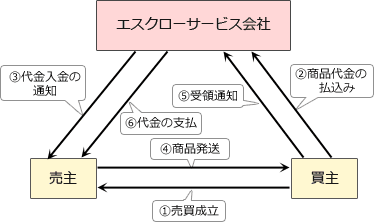 エスクローサービス会社
③代金入金の
通知
②商品代金の
払込み
⑤受領通知
⑥代金の支払
④商品発送
売主
買主
①売買成立